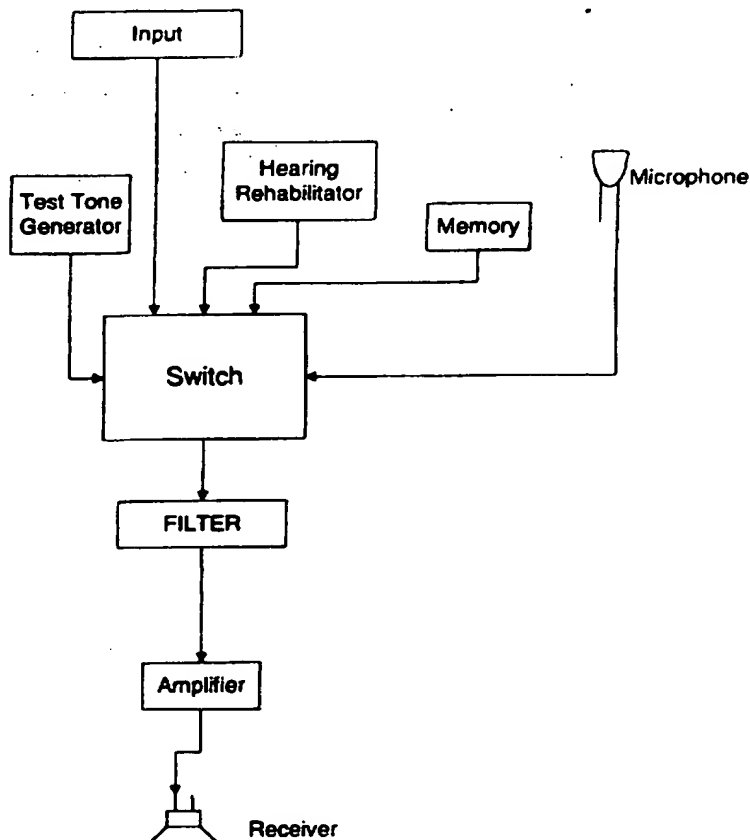 Input
Hearing
Rehabilitator
Test Tone
Generator
Memory
Microphone
Switch
FILTER
Amplifier
Receiver